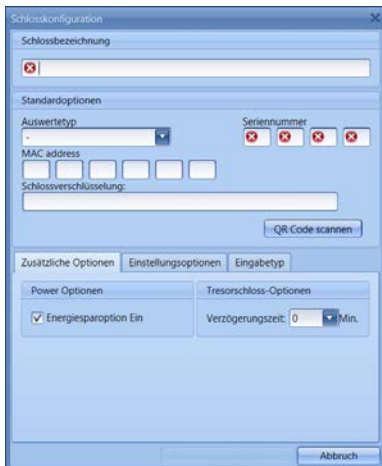 Schlosskonfiguration
Schlossbezeichnung
Standardoptionen
Auswertetyp
Seriennummer
-
MAC address
Schlossverschlüsselung:
QR Code scannen
Zusätzliche Optionen Einstellungsoptionen Eingabetyp
Power Optionen Tresorschloss-Optionen
Energiesparoption Ein Verzögerungszeit: 0 Min.
Abbruch